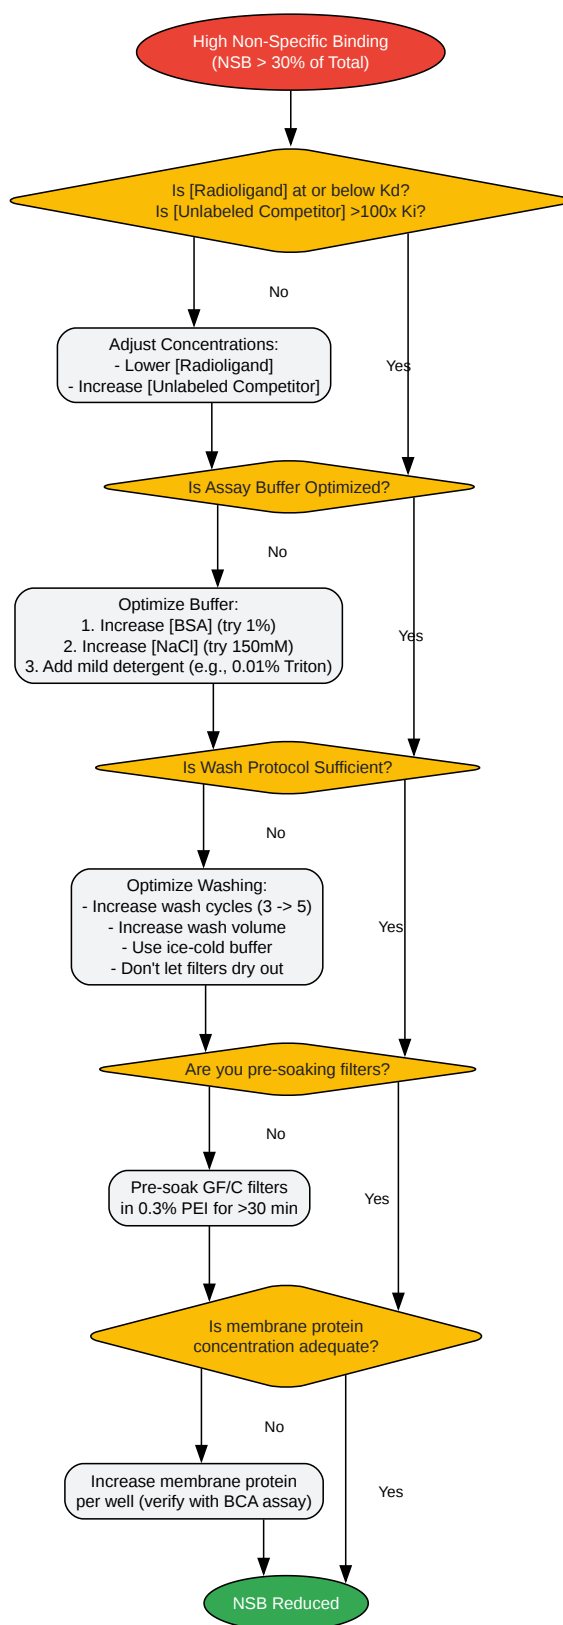 High Non-Specific Binding
(NSB > 30% of Total)
Is [Radioligand] at or below Kd?
Is [Unlabeled Competitor] >100x Ki?
No
Adjust Concentrations:
- Lower [Radioligand]
- Increase [Unlabeled Competitor]
Yes
Is Assay Buffer Optimized?
No
Optimize Buffer:
1. Increase [BSA] (try 1%)
2. Increase [NaCl] (try 150mM)
3. Add mild detergent (e.g., 0.01% Triton)
Yes
Is Wash Protocol Sufficient?
No
Optimize Washing:
- Increase wash cycles (3 -> 5)
- Increase wash volume
- Use ice-cold buffer
- Don't let filters dry out
Yes
Are you pre-soaking filters?
No
Pre-soak GF/C filters
in 0.3% PEI for >30 min
Yes
Is membrane protein
concentration adequate?
No
Increase membrane protein
per well (verify with BCA assay)
Yes
NSB Reduced